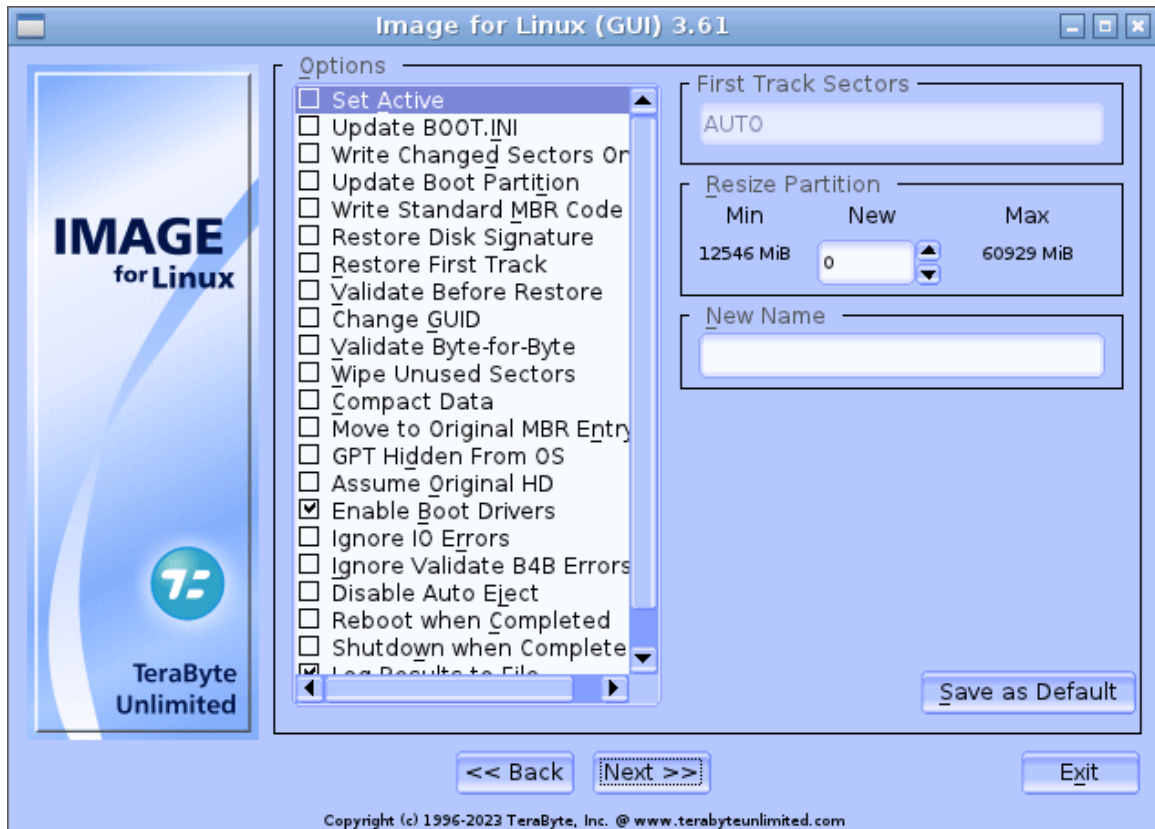 Image for Linux (GUI) 3.61
IMAGE
for Linux
TeraByte
Unlimited
Options
Set Active
Update BOOT.INI
Write Changed Sectors On
Update Boot Partition
Write Standard MBR Code
Restore Disk Signature
Restore First Track
Validate Before Restore
Change GUID
Validate Byte-for-Byte
Wipe Unused Sectors
Compact Data
Move to Original MBR Entry
GPT Hidden From OS
Assume Original HD
Enable Boot Drivers
Ignore IO Errors
Ignore Validate B4B Errors
Disable Auto Eject
Reboot when Completed
Shutdown when Complete
Log Results to File
First Track Sectors
AUTO
Resize Partition
Min New Max
12546 MiB 0 60929 MiB
New Name
Save as Default
<< Back Next >> Exit
Copyright (c) 1996-2023 TeraByte, Inc. @ www.terabyteunlimited.com